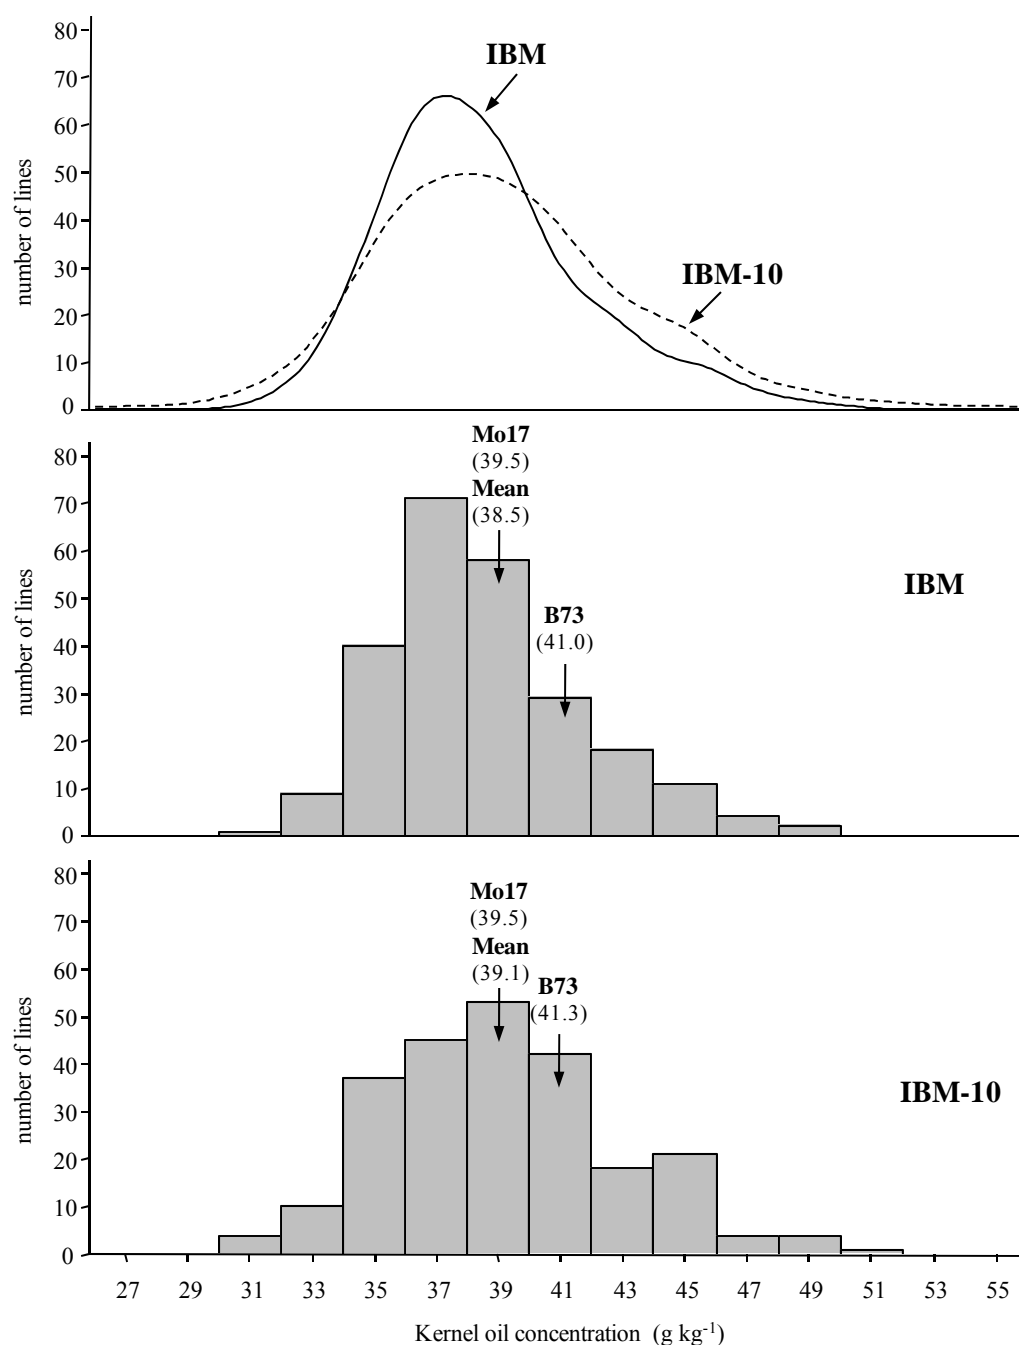 80
70
60
50
40
30
20
10
0
number of lines
IBM
IBM-10
80
70
60
50
40
30
20
10
0
number of lines
Mo17
(39.5)
Mean
(38.5)
B73
(41.0)
IBM
80
70
60
50
40
30
20
10
0
number of lines
Mo17
(39.5)
Mean
(39.1)
B73
(41.3)
IBM-10
27 29 31 33 35 37 39 41 43 45 47 49 51 53 55
Kernel oil concentration (g kg⁻¹)